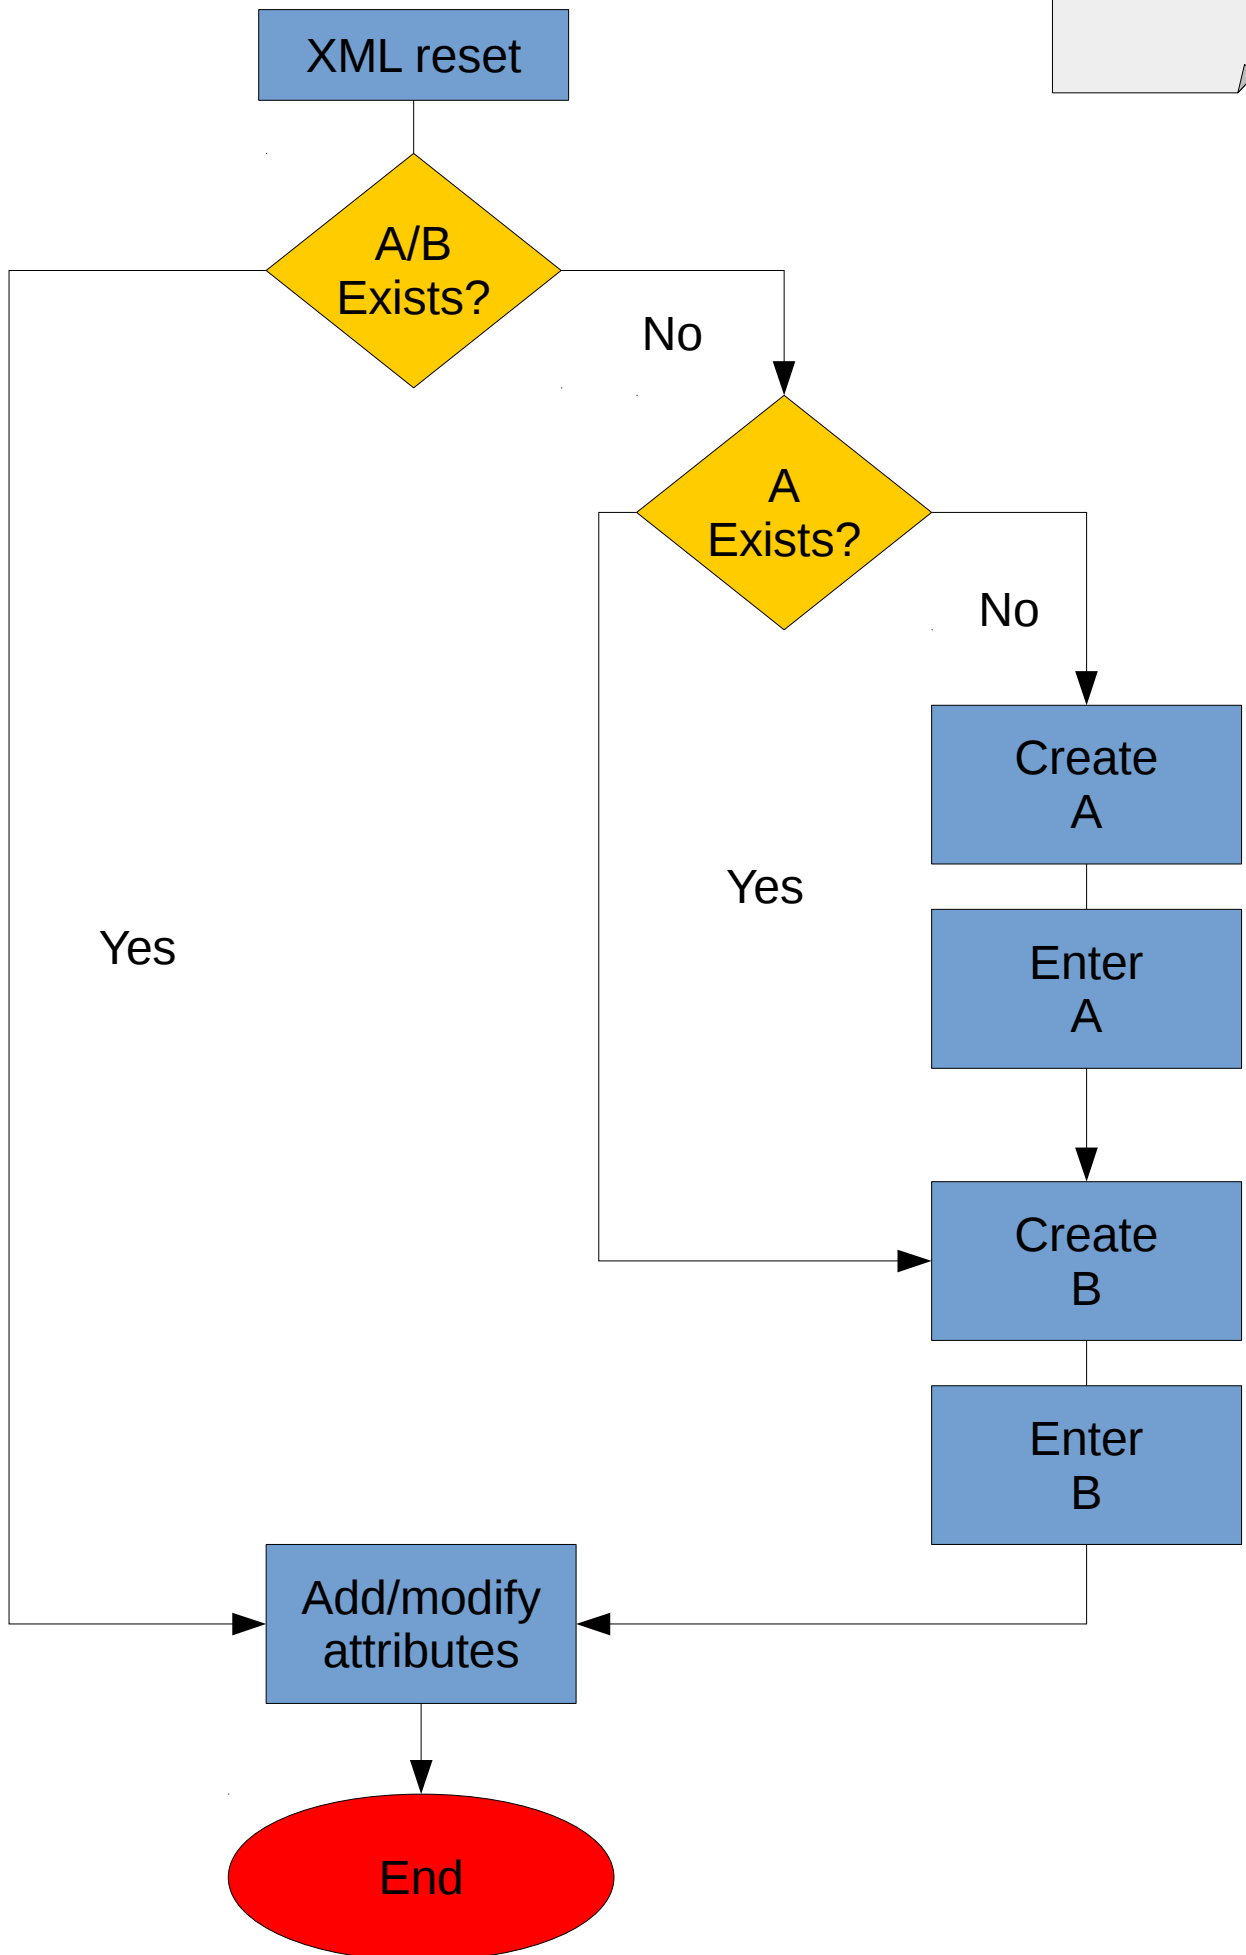 XML reset
A/B
Exists?
No
A
Exists?
No
Create
A
Yes
Enter
A
Yes
Create
B
Enter
B
Add/modify
attributes
End